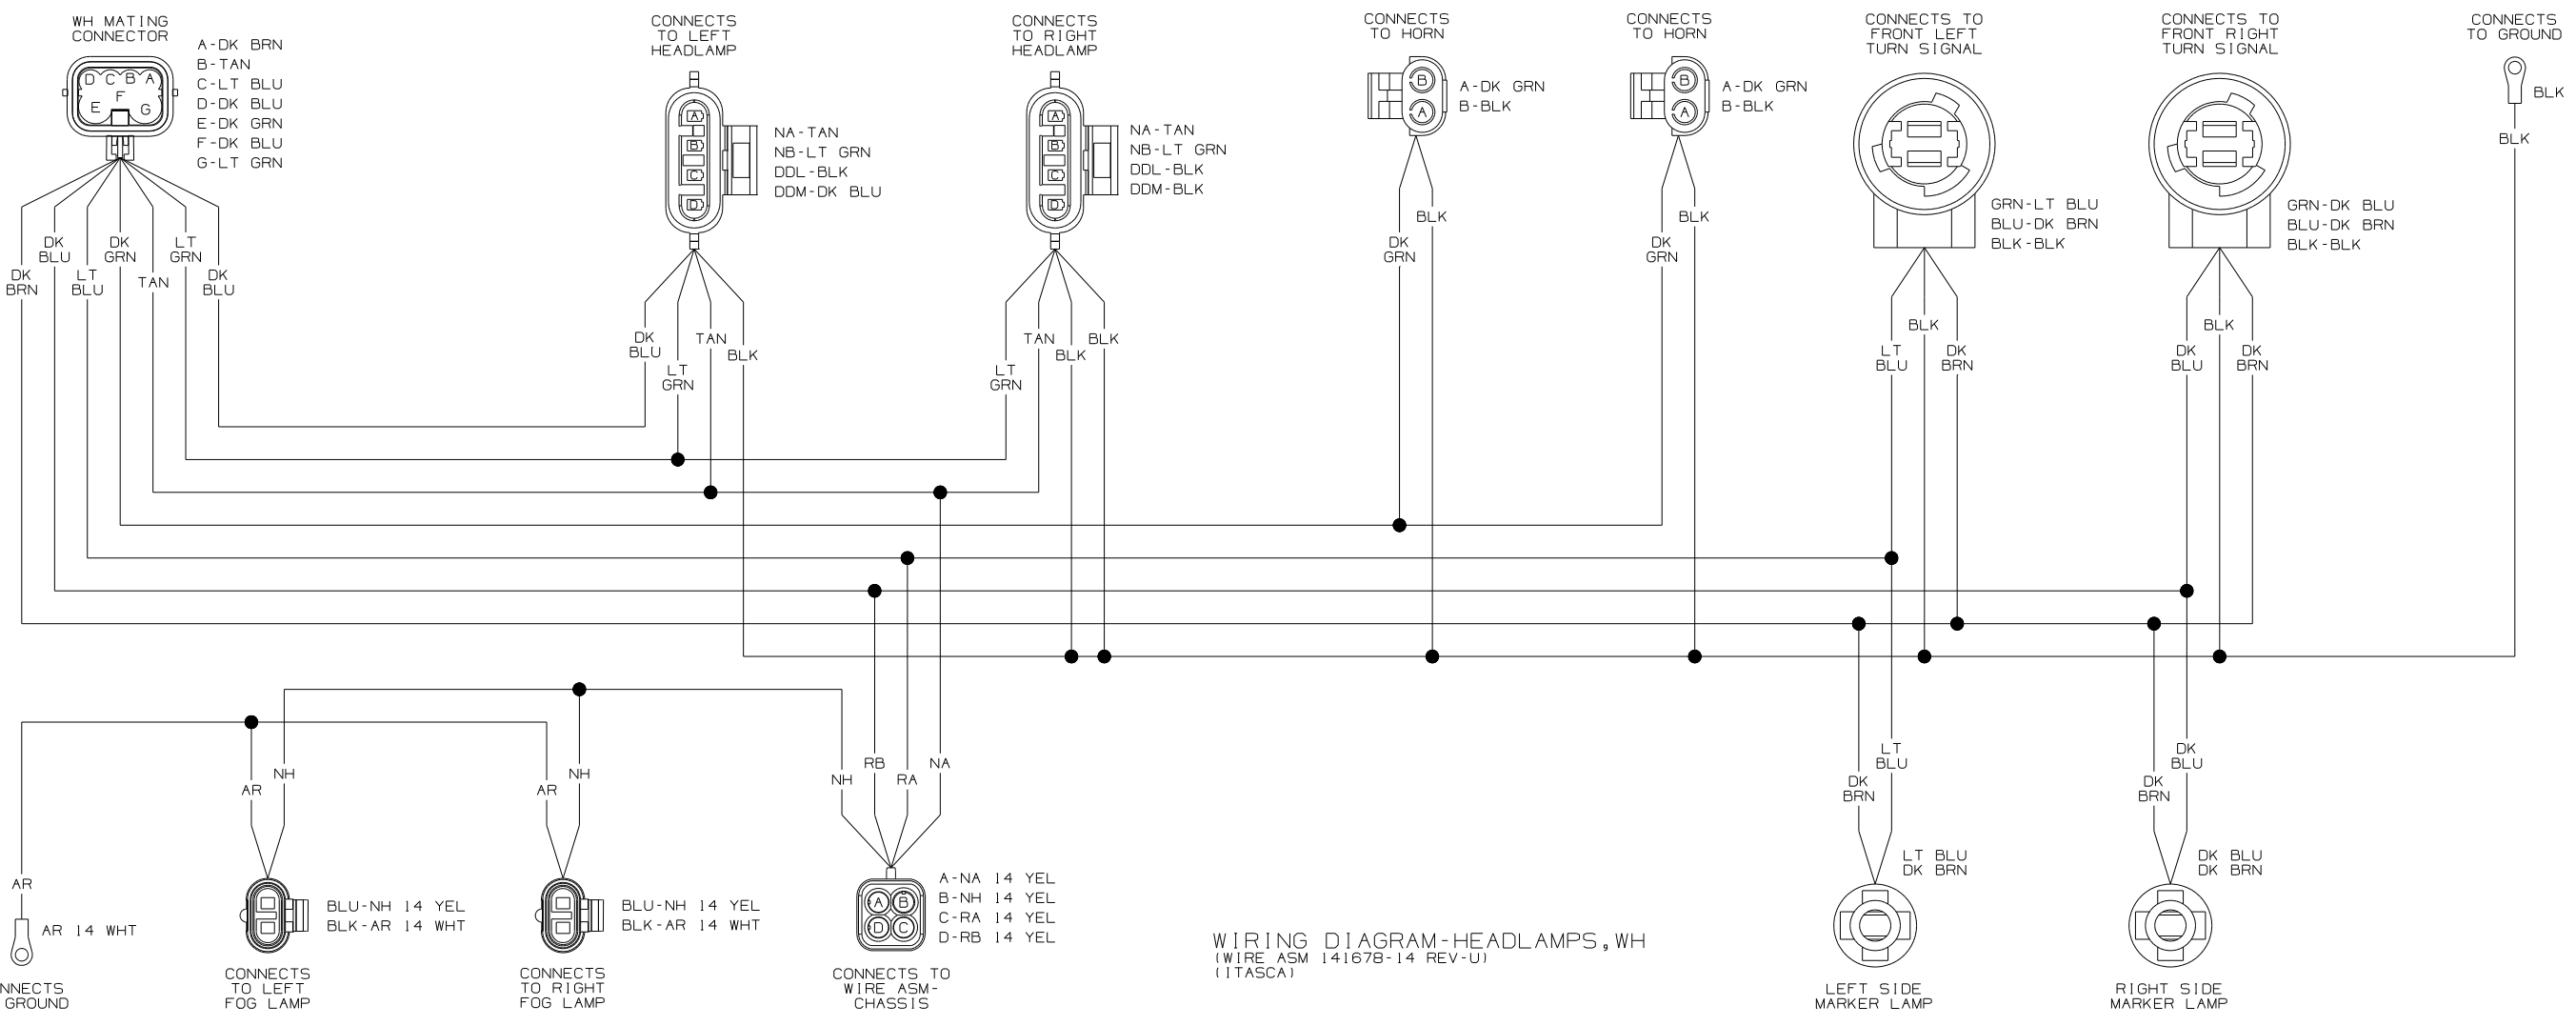 WH MATING
CONNECTOR
D C B A
F
E
G
A-DK BRN
B-TAN
C-LT BLU
D-DK BLU
E-DK GRN
F-DK BLU
G-LT GRN
CONNECTS
TO LEFT
HEADLAMP
A
B
C
D
NA-TAN
NB-LT GRN
DDL-BLK
DDM-DK BLU
CONNECTS
TO RIGHT
HEADLAMP
A
B
C
D
NA-TAN
NB-LT GRN
DDL-BLK
DDM-BLK
CONNECTS
TO HORN
B
A
A-DK GRN
B-BLK
CONNECTS
TO HORN
B
A
A-DK GRN
B-BLK
CONNECTS TO
FRONT LEFT
TURN SIGNAL
GRN-LT BLU
BLU-DK BRN
BLK-BLK
CONNECTS TO
FRONT RIGHT
TURN SIGNAL
GRN-DK BLU
BLU-DK BRN
BLK-BLK
CONNECTS
TO GROUND
BLK
BLK
DK
BRN
DK
BLU
LT
BLU
DK
GRN
TAN
LT
GRN
DK
BLU
DK
BLU
LT
GRN
TAN
BLK
LT
GRN
TAN
BLK
BLK
DK
GRN
BLK
DK
GRN
BLK
LT
BLU
BLK
DK
BRN
DK
BLU
BLK
DK
BRN
AR
AR
NH
AR
NH
NH
RB
RA
NA
DK
BRN
LT
BLU
DK
BRN
DK
BLU
AR 14 WHT
NNECTS
GROUND
BLU-NH 14 YEL
BLK-AR 14 WHT
CONNECTS
TO LEFT
FOG LAMP
BLU-NH 14 YEL
BLK-AR 14 WHT
CONNECTS
TO RIGHT
FOG LAMP
A B
D C
A-NA 14 YEL
B-NH 14 YEL
C-RA 14 YEL
D-RB 14 YEL
CONNECTS TO
WIRE ASM-
CHASSIS
WIRING DIAGRAM-HEADLAMPS,WH
(WIRE ASM 141678-14 REV-U)
(ITASCA)
LT BLU
DK BRN
LEFT SIDE
MARKER LAMP
DK BLU
DK BRN
RIGHT SIDE
MARKER LAMP